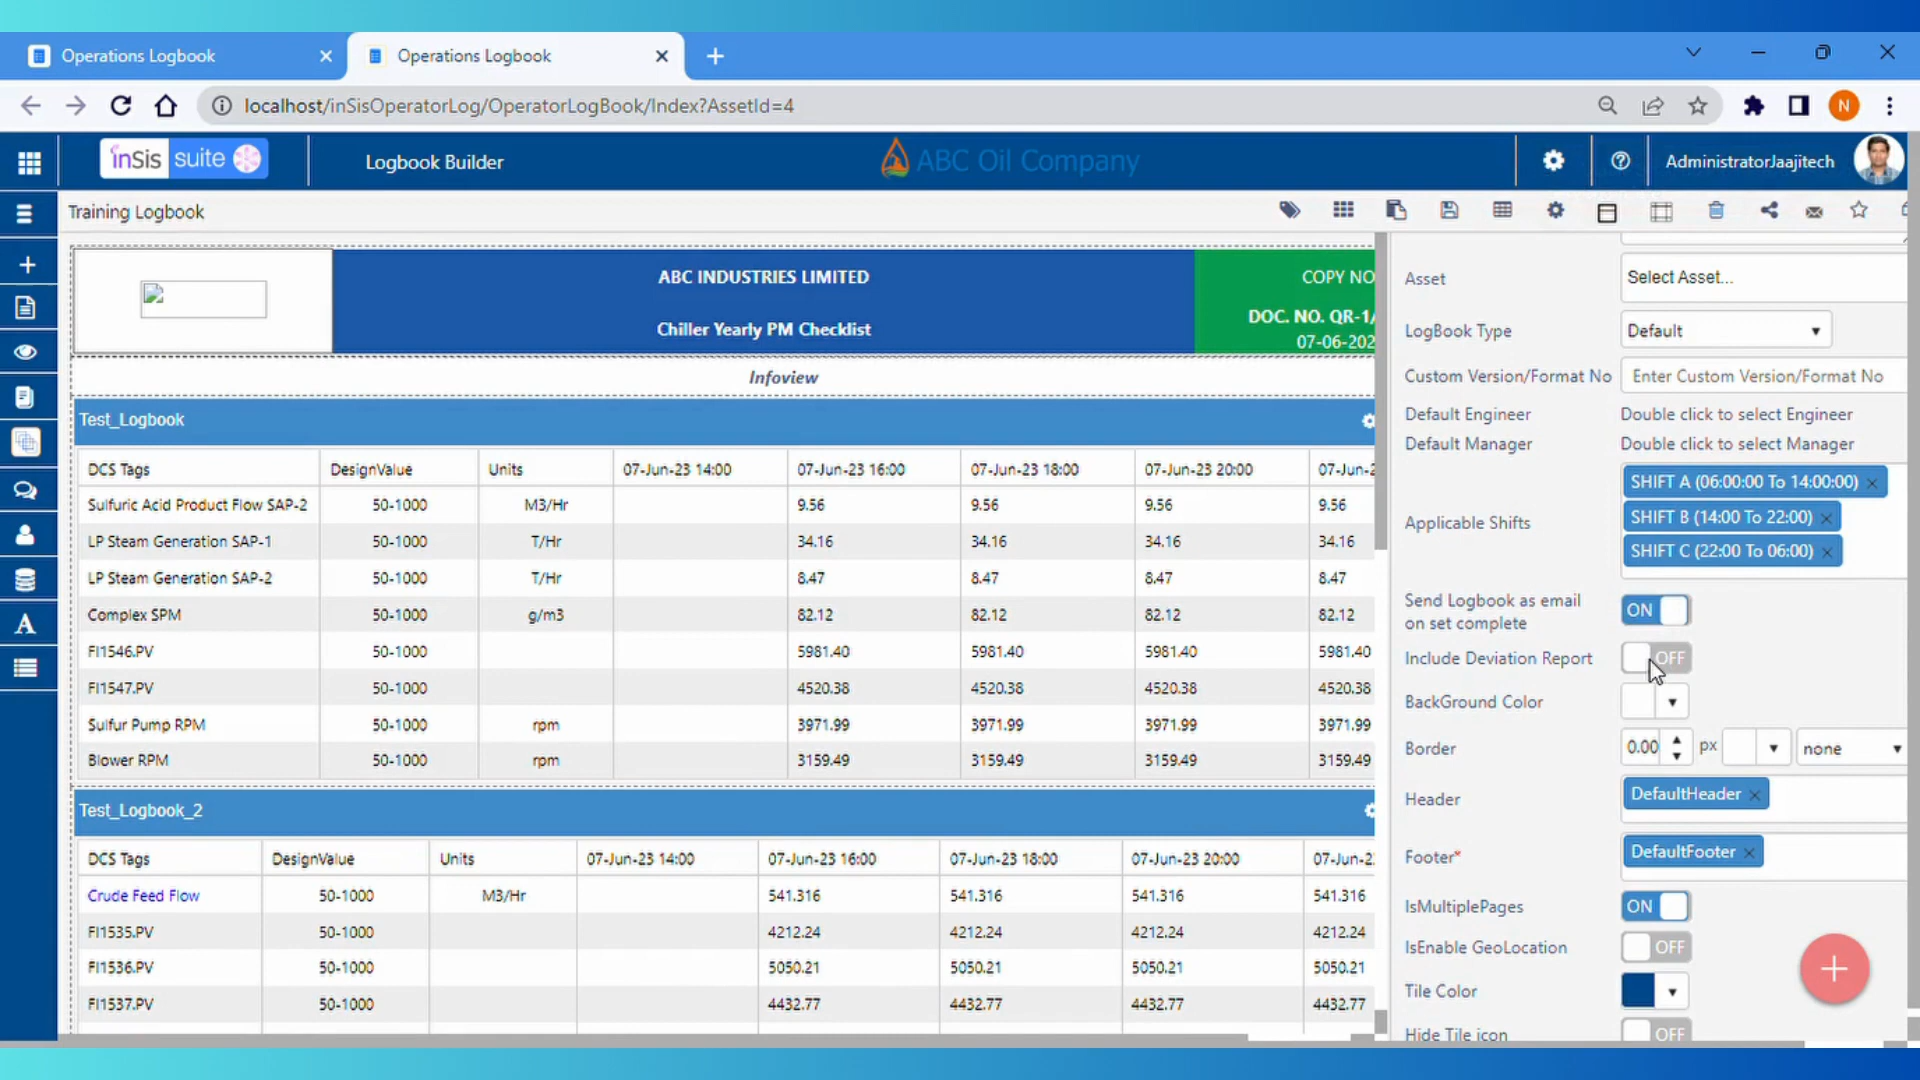 Operations Logbook
Operations Logbook
localhost/inSisOperatorLog/OperatorLogBook/Index?AssetId=4
N
inSis suite
Logbook Builder
ABC Oil Company
AdministratorJaajitech
Training Logbook
ABC INDUSTRIES LIMITED
Chiller Yearly PM Checklist
COPY NO
DOC. NO. QR-1/
07-06-202
Infoview
Test_Logbook
DCS Tags DesignValue Units 07-Jun-23 14:00 07-Jun-23 16:00 07-Jun-23 18:00 07-Jun-23 20:00 07-Jun-2
Sulfuric Acid Product Flow SAP-2 50-1000 M3/Hr 9.56 9.56 9.56 9.56
LP Steam Generation SAP-1 50-1000 T/Hr 34.16 34.16 34.16 34.16
LP Steam Generation SAP-2 50-1000 T/Hr 8.47 8.47 8.47 8.47
Complex SPM 50-1000 g/m3 82.12 82.12 82.12 82.12
FI1546.PV 50-1000 5981.40 5981.40 5981.40 5981.40
FI1547.PV 50-1000 4520.38 4520.38 4520.38 4520.38
Sulfur Pump RPM 50-1000 rpm 3971.99 3971.99 3971.99 3971.99
Blower RPM 50-1000 rpm 3159.49 3159.49 3159.49 3159.49
Test_Logbook_2
DCS Tags DesignValue Units 07-Jun-23 14:00 07-Jun-23 16:00 07-Jun-23 18:00 07-Jun-23 20:00 07-Jun-2
Crude Feed Flow 50-1000 M3/Hr 541.316 541.316 541.316 541.316
FI1535.PV 50-1000 4212.24 4212.24 4212.24 4212.24
FI1536.PV 50-1000 5050.21 5050.21 5050.21 5050.21
FI1537.PV 50-1000 4432.77 4432.77 4432.77 4432.77
Asset Select Asset...
LogBook Type Default
Custom Version/Format No Enter Custom Version/Format No
Default Engineer Double click to select Engineer
Default Manager Double click to select Manager
Applicable Shifts
SHIFT A (06:00:00 To 14:00:00) ×
SHIFT B (14:00 To 22:00) ×
SHIFT C (22:00 To 06:00) ×
Send Logbook as email
on set complete
ON
Include Deviation Report OFF
BackGround Color
Border 0.00 px none
Header DefaultHeader ×
Footer* DefaultFooter ×
IsMultiplePages ON
IsEnable GeoLocation OFF
Tile Color
Hide Tile icon OFF